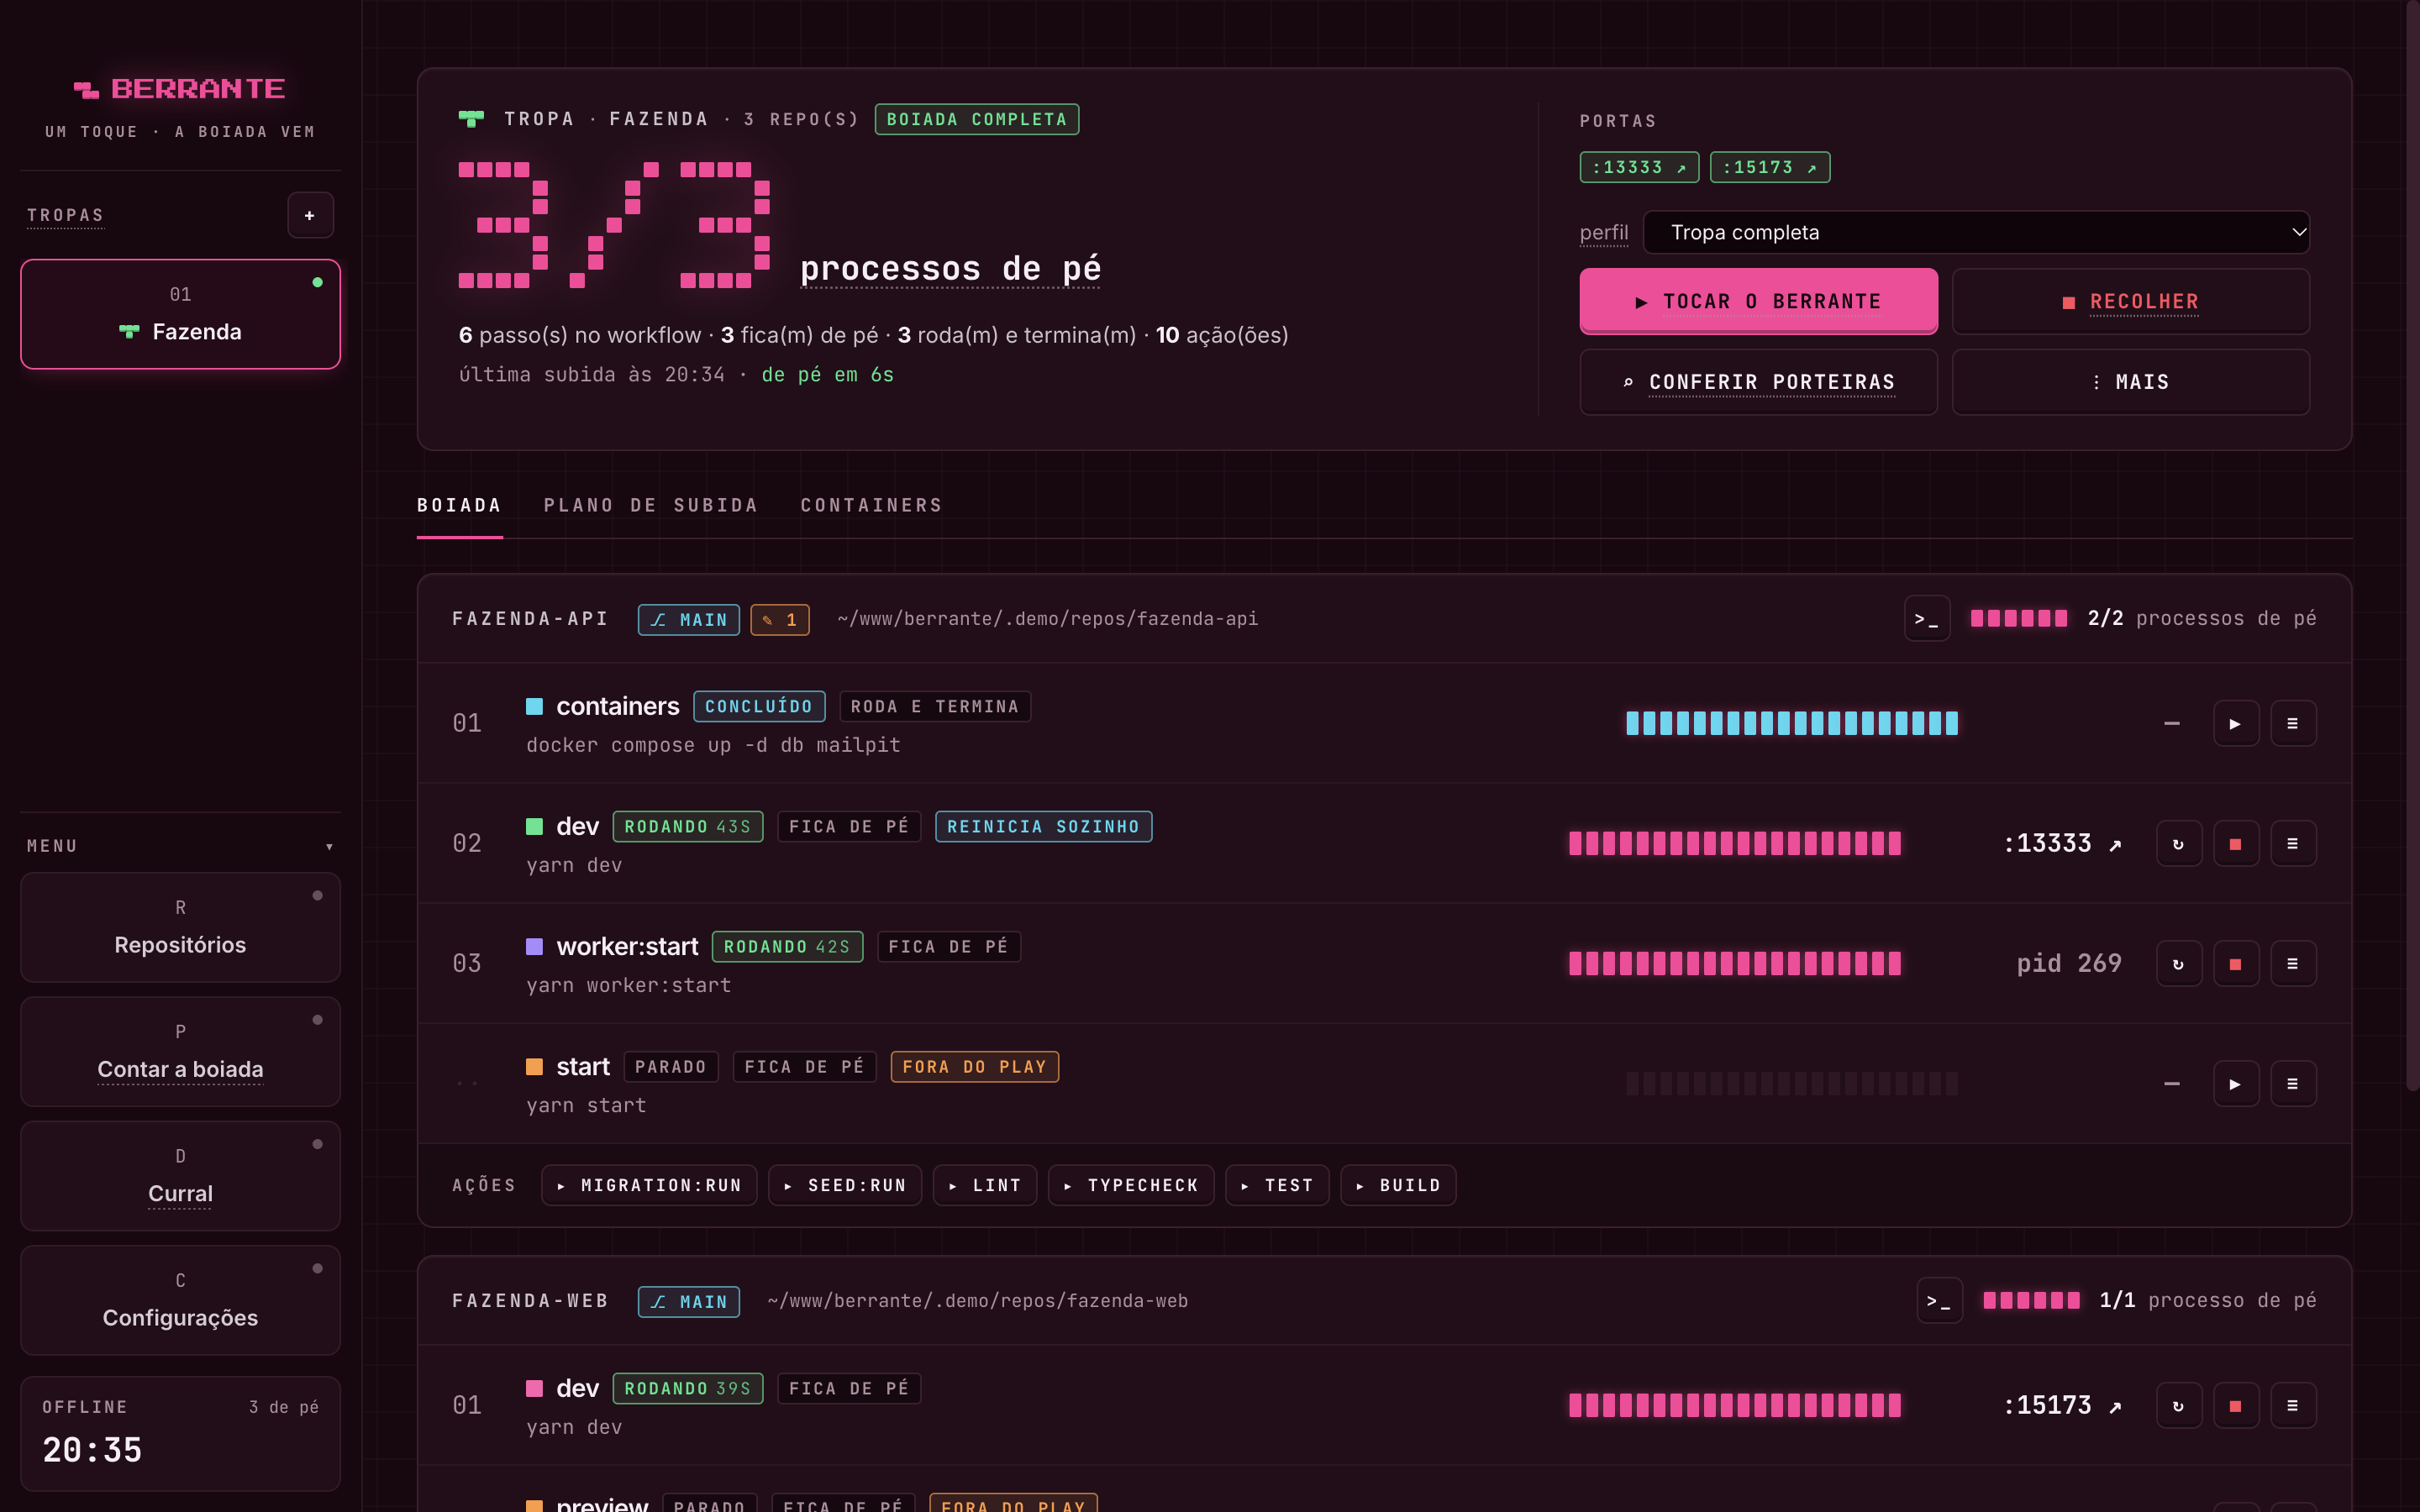 BERRANTE
UM TOQUE · A BOIADA VEM
TROPAS
+
01
Fazenda
MENU ▾
R
Repositórios
P
Contar a boiada
D
Curral
C
Configurações
OFFLINE 3 de pé
20:35
TROPA · FAZENDA · 3 REPO(S) BOIADA COMPLETA
3/3 processos de pé
6 passo(s) no workflow · 3 fica(m) de pé · 3 roda(m) e termina(m) · 10 ação(ões)
última subida às 20:34 · de pé em 6s
PORTAS
:13333 ↗ :15173 ↗
perfil Tropa completa
▶ TOCAR O BERRANTE ■ RECOLHER
⌕ CONFERIR PORTEIRAS ⋮ MAIS
BOIADA PLANO DE SUBIDA CONTAINERS
FAZENDA-API ⎇ MAIN ✎ 1 ~/www/berrante/.demo/repos/fazenda-api >_ 2/2 processos de pé
01 containers CONCLUÍDO RODA E TERMINA — ▶ ≡
docker compose up -d db mailpit
02 dev RODANDO 43S FICA DE PÉ REINICIA SOZINHO :13333 ↗ ↻ ■ ≡
yarn dev
03 worker:start RODANDO 42S FICA DE PÉ pid 269 ↻ ■ ≡
yarn worker:start
·· start PARADO FICA DE PÉ FORA DO PLAY — ▶ ≡
yarn start
AÇÕES ▸ MIGRATION:RUN ▸ SEED:RUN ▸ LINT ▸ TYPECHECK ▸ TEST ▸ BUILD
FAZENDA-WEB ⎇ MAIN ~/www/berrante/.demo/repos/fazenda-web >_ 1/1 processo de pé
01 dev RODANDO 39S FICA DE PÉ :15173 ↗ ↻ ■ ≡
yarn dev
preview PARADO FICA DE PÉ FORA DO PLAY